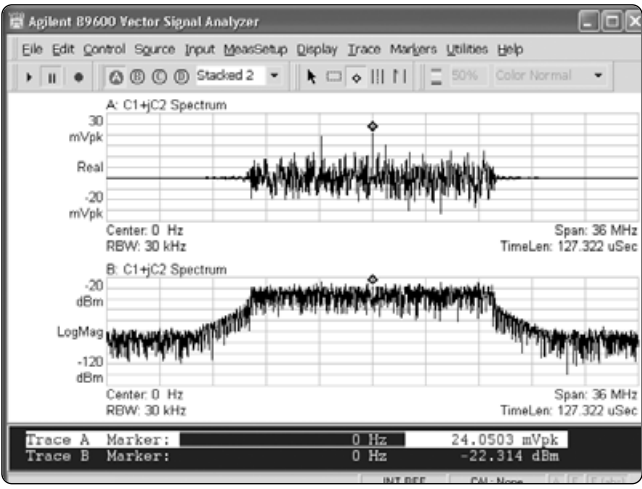 Agilent 89600 Vector Signal Analyzer
File Edit Control Source Input MeasSetup Display Trace Markers Utilities Help
A B C D Stacked 2 50% Color Normal
A: C1+jC2 Spectrum
30
mVpk
Real
-20
mVpk
Center: 0 Hz Span: 36 MHz
RBW: 30 kHz TimeLen: 127.322 uSec
B: C1+jC2 Spectrum
-20
dBm
LogMag
-120
dBm
Center: 0 Hz Span: 36 MHz
RBW: 30 kHz TimeLen: 127.322 uSec
Trace A Marker: 0 Hz 24.0503 mVpk
Trace B Marker: 0 Hz -22.314 dBm
INT REF CAL: None